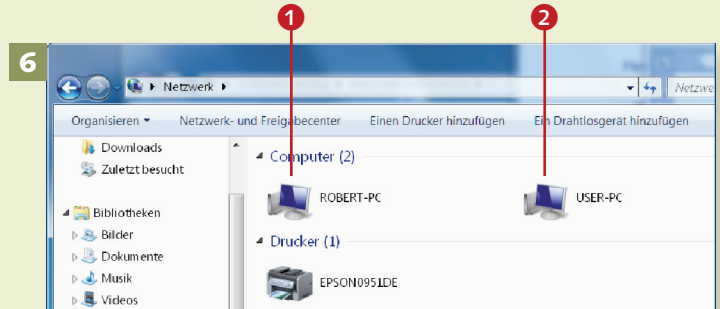 1 2
6
Netzwerk Netzwe
Organisieren Netzwerk- und Freigabecenter Einen Drucker hinzufügen Ein Drahtlosgerät hinzufügen
Downloads
Zuletzt besucht
Bibliotheken
Bilder
Dokumente
Musik
Videos
Computer (2)
ROBERT-PC USER-PC
Drucker (1)
EPSON0951DE